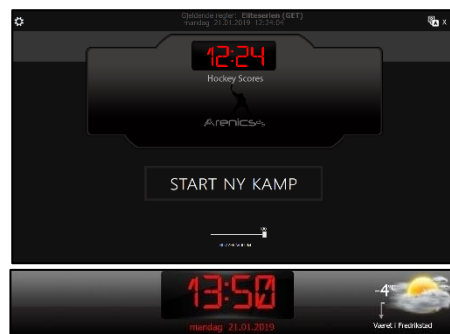 Gjeldende regler: Eliteserien (GET)
mandag 21.01.2019 12:24:04
x
12:24
Hockey Scores
Arenics
START NY KAMP
13:50
mandag 21.01.2019
-4°
Været i Fredrikstad